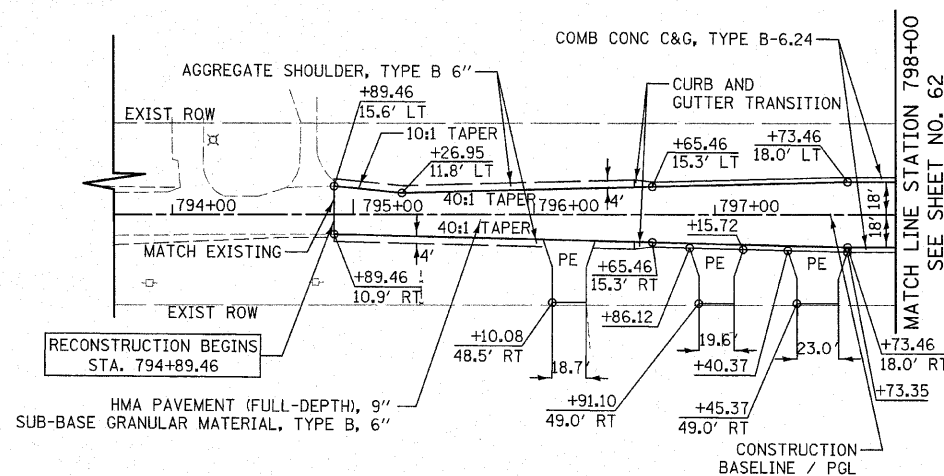 COMB CONC C&G, TYPE B-6.24
AGGREGATE SHOULDER, TYPE B 6"
CURB AND
GUTTER TRANSITION
+89.46
15.6' LT
EXIST ROW
10:1 TAPER
+26.95
11.8' LT
+65.46
15.3' LT
+73.46
18.0' LT
4'
18'
40:1 TAPER
794+00
795+00
796+00
797+00
18'
40:1 TAPER
+15.72
MATCH EXISTING
4'
PE
PE
PE
+89.46
10.9' RT
+65.46
15.3' RT
EXIST ROW
+86.12
+10.08
48.5' RT
19.6'
23.0'
+73.46
18.0' RT
RECONSTRUCTION BEGINS
STA. 794+89.46
18.7'
+40.37
+73.35
+91.10
49.0' RT
+45.37
49.0' RT
HMA PAVEMENT (FULL-DEPTH), 9"
SUB-BASE GRANULAR MATERIAL, TYPE B, 6"
CONSTRUCTION
BASELINE / PGL
MATCH LINE STATION 798+00
SEE SHEET NO. 62